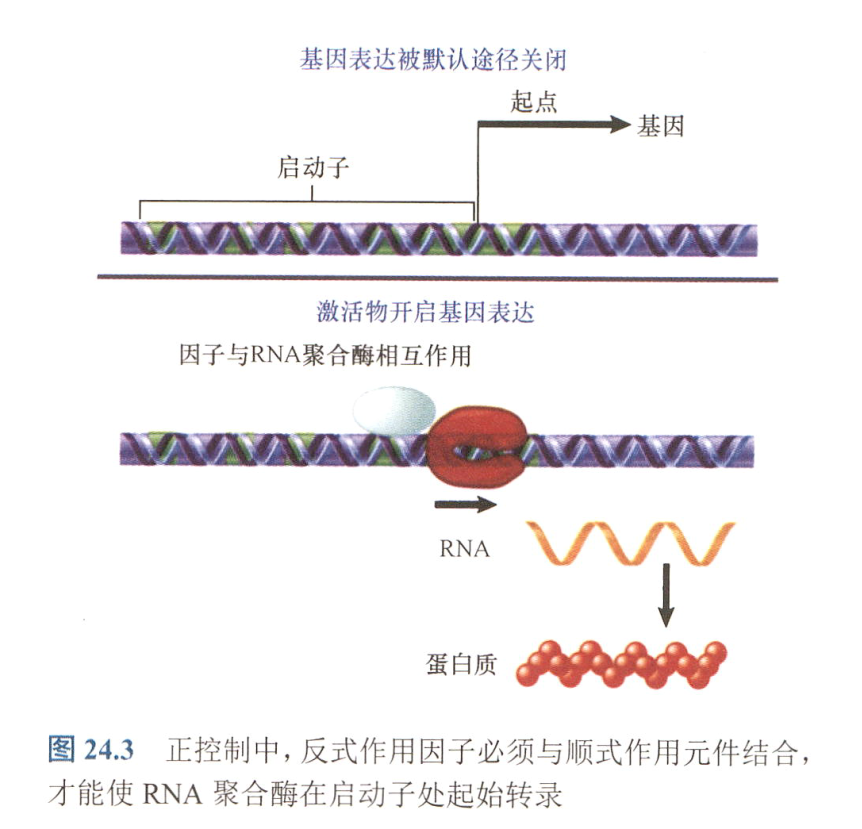 基因表达被默认途径关闭
起点
基因
启动子
激活物开启基因表达
因子与RNA聚合酶相互作用
RNA
蛋白质
图 24.3 正控制中，反式作用因子必须与顺式作用元件结合，
才能使 RNA 聚合酶在启动子处起始转录